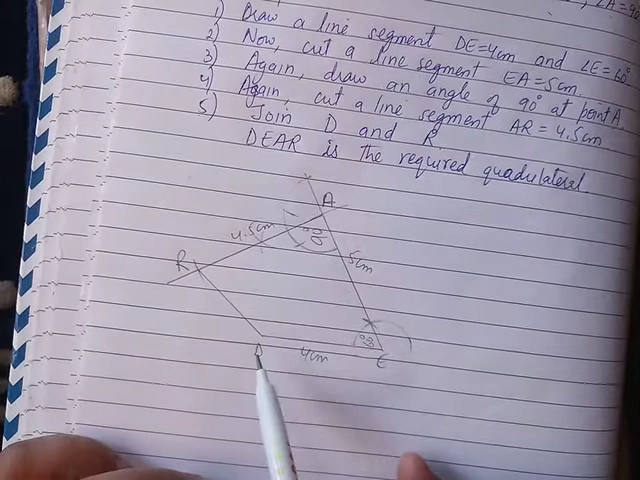 , ∠A=90
1) Draw a line segment DE=4cm and ∠E=60°
2) Now, cut a line segment EA=5cm
3) Again, draw an angle of 90° at point A.
4) Again, cut a line segment AR = 4.5cm
5) Join D and R.
DEAR is the required quadulateral.
A
4.5cm
90°
R
5cm
60°
D
4cm
E